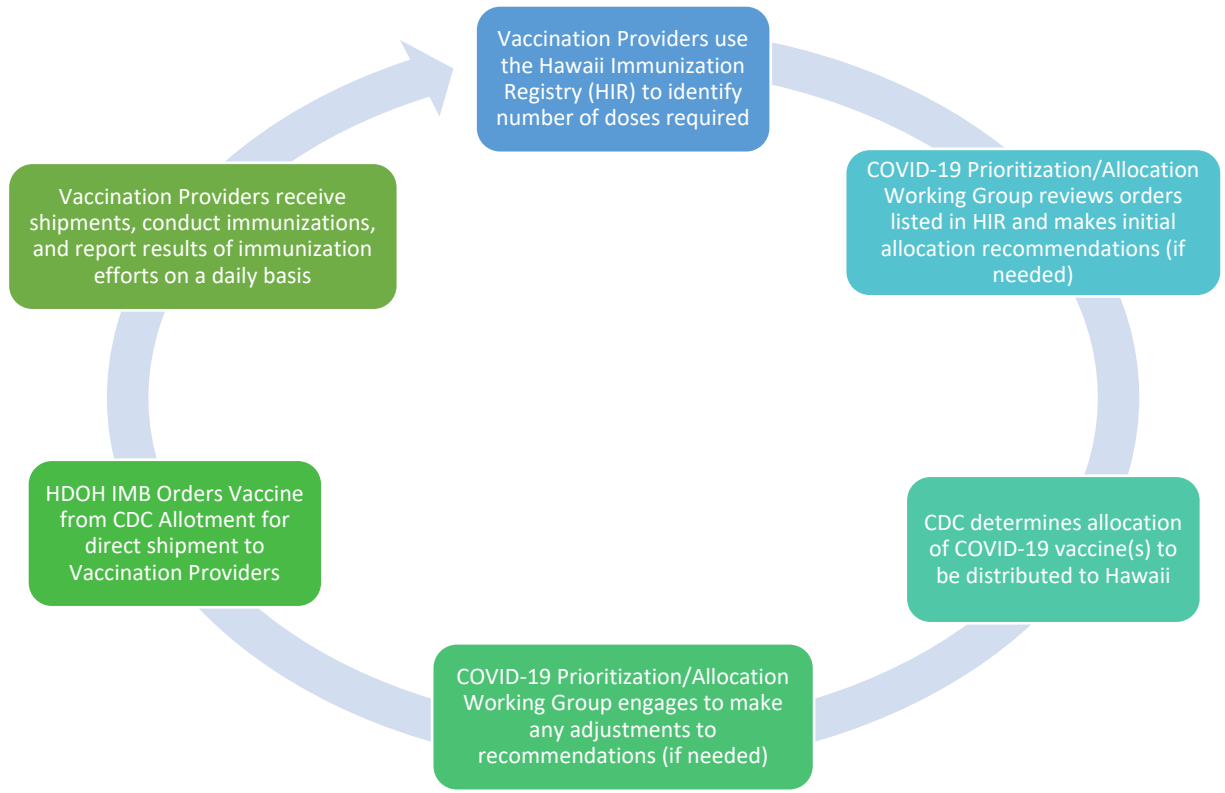 Vaccination Providers use
the Hawaii Immunization
Registry (HIR) to identify
number of doses required
COVID-19 Prioritization/Allocation
Working Group reviews orders
listed in HIR and makes initial
allocation recommendations (if
needed)
CDC determines allocation
of COVID-19 vaccine(s) to
be distributed to Hawaii
COVID-19 Prioritization/Allocation
Working Group engages to make
any adjustments to
recommendations (if needed)
HDOH IMB Orders Vaccine
from CDC Allotment for
direct shipment to
Vaccination Providers
Vaccination Providers receive
shipments, conduct immunizations,
and report results of immunization
efforts on a daily basis